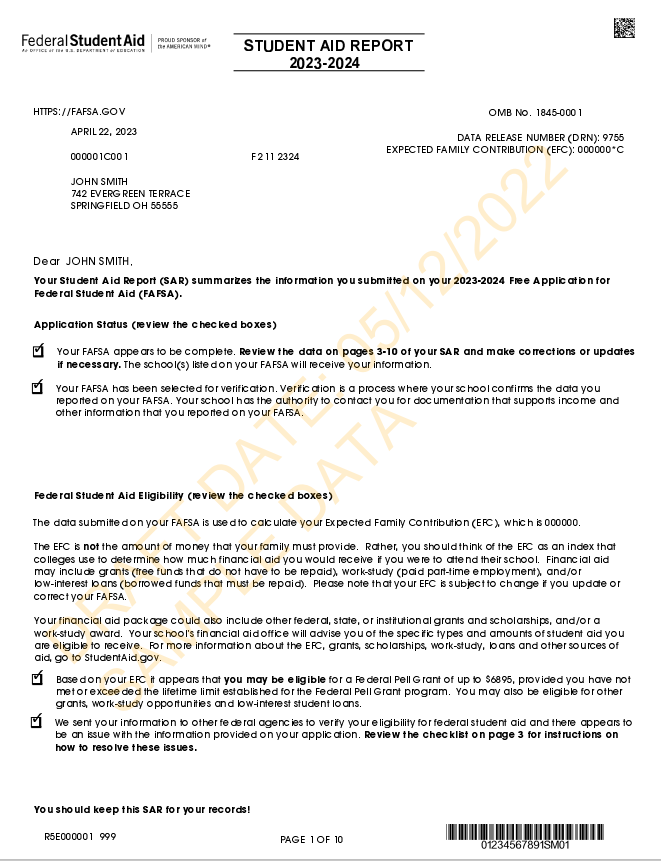 Federal Student Aid
An OFFICE of the U.S. DEPARTMENT of EDUCATION
PROUD SPONSOR of
the AMERICAN MIND®
STUDENT AID REPORT
2023-2024
HTTPS://FAFSA.GOV
OMB No. 1845-0001
APRIL 22, 2023
DATA RELEASE NUMBER (DRN): 9755
EXPECTED FAMILY CONTRIBUTION (EFC): 000000*C
000001C001
F2112324
JOHN SMITH
742 EVERGREEN TERRACE
SPRINGFIELD OH 55555
DRAFT DATE: 05/12/2022
SAMPLE DATA
Dear JOHN SMITH,
Your Student Aid Report (SAR) summarizes the information you submitted on your 2023-2024 Free Application for
Federal Student Aid (FAFSA).
Application Status (review the checked boxes)
Your FAFSA appears to be complete. Review the data on pages 3-10 of your SAR and make corrections or updates
if necessary. The school(s) listed on your FAFSA will receive your information.
Your FAFSA has been selected for verification. Verification is a process where your school confirms the data you
reported on your FAFSA. Your school has the authority to contact you for documentation that supports income and
other information that you reported on your FAFSA.
Federal Student Aid Eligibility (review the checked boxes)
The data submitted on your FAFSA is used to calculate your Expected Family Contribution (EFC), which is 000000.
The EFC is not the amount of money that your family must provide. Rather, you should think of the EFC as an index that
colleges use to determine how much financial aid you would receive if you were to attend their school. Financial aid
may include grants (free funds that do not have to be repaid), work-study (paid part-time employment), and/or
low-interest loans (borrowed funds that must be repaid). Please note that your EFC is subject to change if you update or
correct your FAFSA.
Your financial aid package could also include other federal, state, or institutional grants and scholarships, and/or a
work-study award. Your school's financial aid office will advise you of the specific types and amounts of student aid you
are eligible to receive. For more information about the EFC, grants, scholarships, work-study, loans and other sources of
aid, go to StudentAid.gov.
Based on your EFC it appears that you may be eligible for a Federal Pell Grant of up to $6895, provided you have not
met or exceeded the lifetime limit established for the Federal Pell Grant program. You may also be eligible for other
grants, work-study opportunities and low-interest student loans.
We sent your information to other federal agencies to verify your eligibility for federal student aid and there appears to
be an issue with the information provided on your application. Review the checklist on page 3 for instructions on
how to resolve these issues.
You should keep this SAR for your records!
R5E000001 999
PAGE 1 OF 10
01234567891SM01